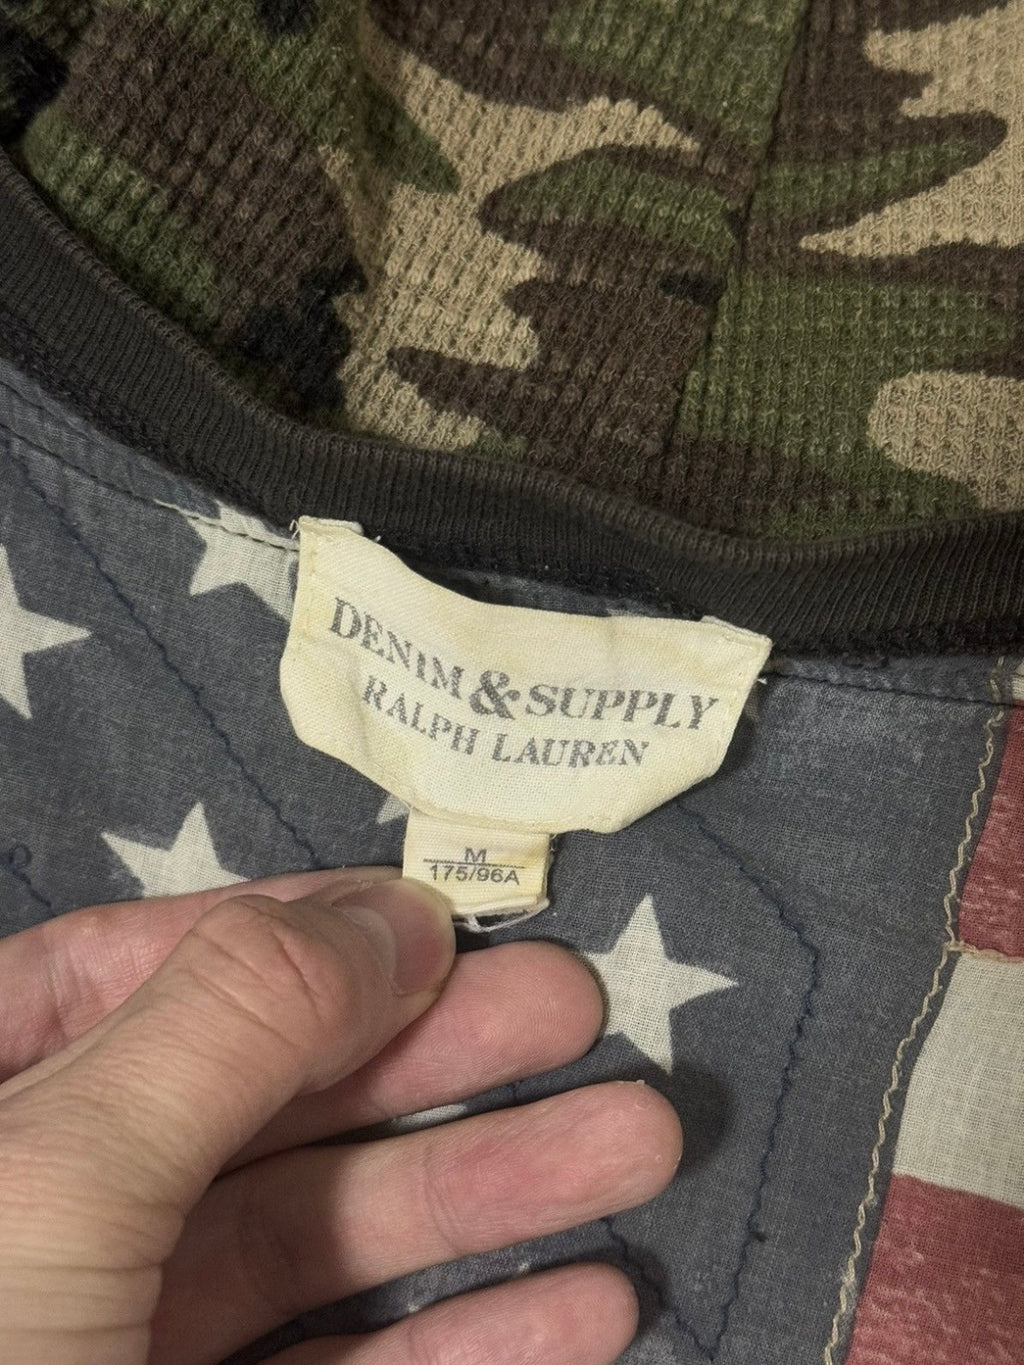 DENIM & SUPPLY
RALPH LAUREN
M
175/96A